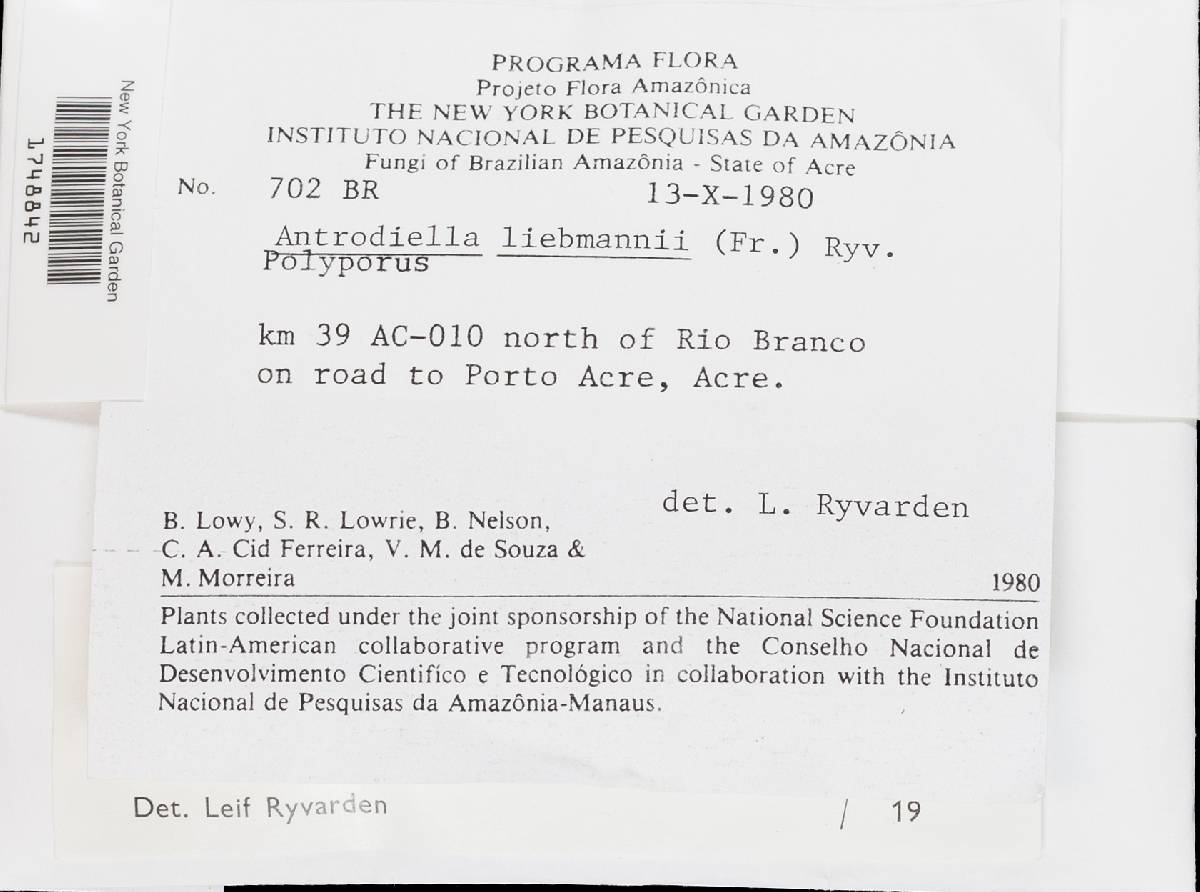 New York Botanical Garden
1748842
PROGRAMA FLORA
Projeto Flora Amazônica
THE NEW YORK BOTANICAL GARDEN
INSTITUTO NACIONAL DE PESQUISAS DA AMAZÔNIA
Fungi of Brazilian Amazônia - State of Acre
No. 702 BR 13-X-1980
Antrodiella liebmannii (Fr.) Ryv.
Polyporus
km 39 AC-010 north of Rio Branco
on road to Porto Acre, Acre.
det. L. Ryvarden
B. Lowy, S. R. Lowrie, B. Nelson,
C. A. Cid Ferreira, V. M. de Souza &
M. Morreira 1980
Plants collected under the joint sponsorship of the National Science Foundation
Latin-American collaborative program and the Conselho Nacional de
Desenvolvimento Cientifíco e Tecnológico in collaboration with the Instituto
Nacional de Pesquisas da Amazônia-Manaus.
Det. Leif Ryvarden / 19